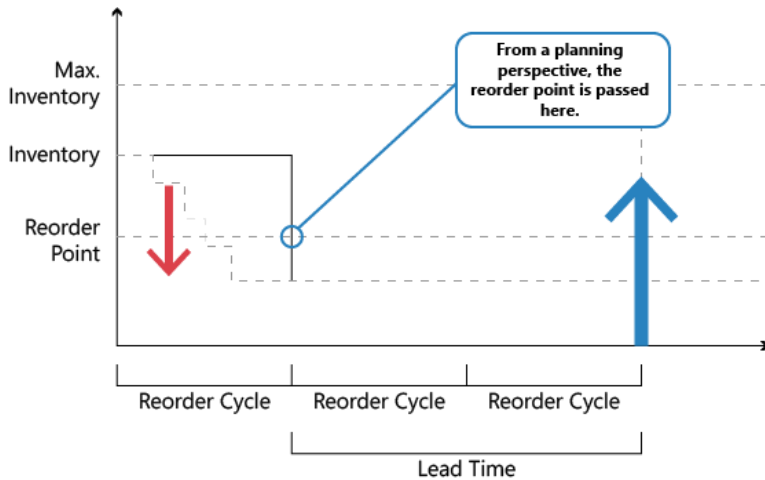 From a planning
perspective, the
reorder point is passed
here.
Max.
Inventory
Inventory
Reorder
Point
Reorder Cycle
Reorder Cycle
Reorder Cycle
Lead Time